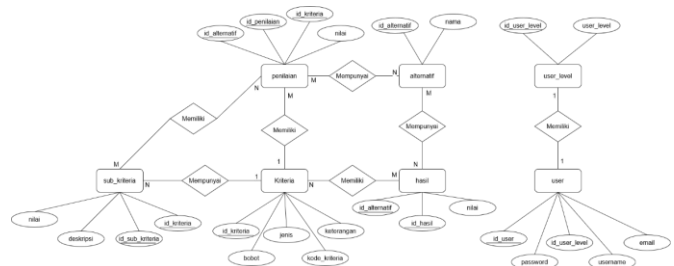 id_kriteria
id_penilaian
id_alternatif
nilai
id_alternatif
nama
id_user_level
user_level
penilaian
M
Mempunyai
N
alternatif
user_level
N
M
M
1
Memiliki
Memiliki
Mempunyai
Memiliki
M
1
N
1
sub_kriteria
N
Mempunyai
1
Kriteria
N
Memiliki
M
hasil
user
nilai
deskripsi
id_sub_kriteria
id_kriteria
id_kriteria
bobot
jenis
kode_kriteria
keterangan
id_alternatif
id_hasil
nilai
id_user
password
id_user_level
username
email